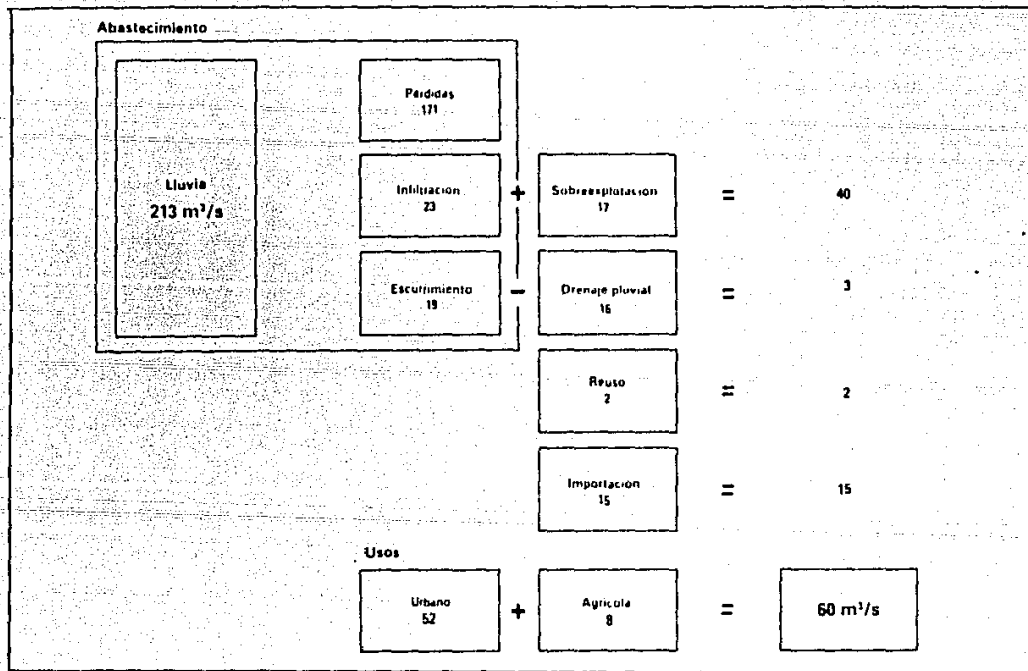 Abastecimiento
Lluvia
213 m³/s
Pérdidas
171
Infiltración
23
+
Sobreexplotación
17
=
40
Escurrimiento
19
−
Drenaje pluvial
16
=
3
Reuso
2
=
2
Importación
15
=
15
Usos
Urbano
52
+
Agrícola
8
=
60 m³/s